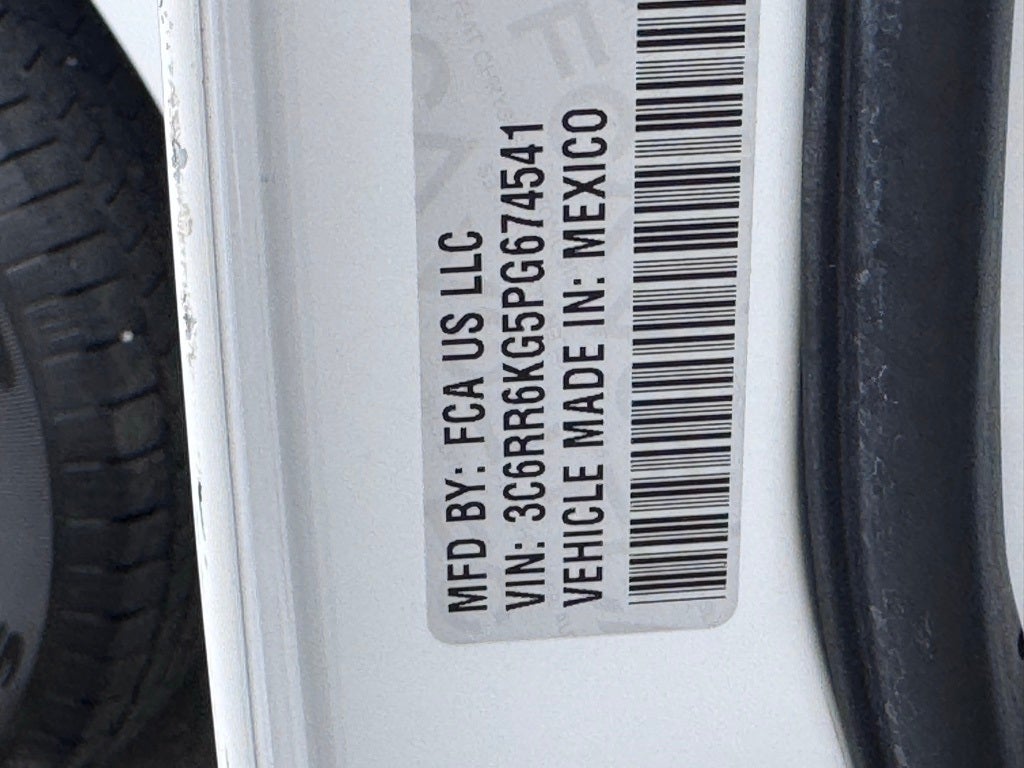 MFD BY: FCA US LLC
VIN: 3C6RR6KG5PG674541
VEHICLE MADE IN: MEXICO